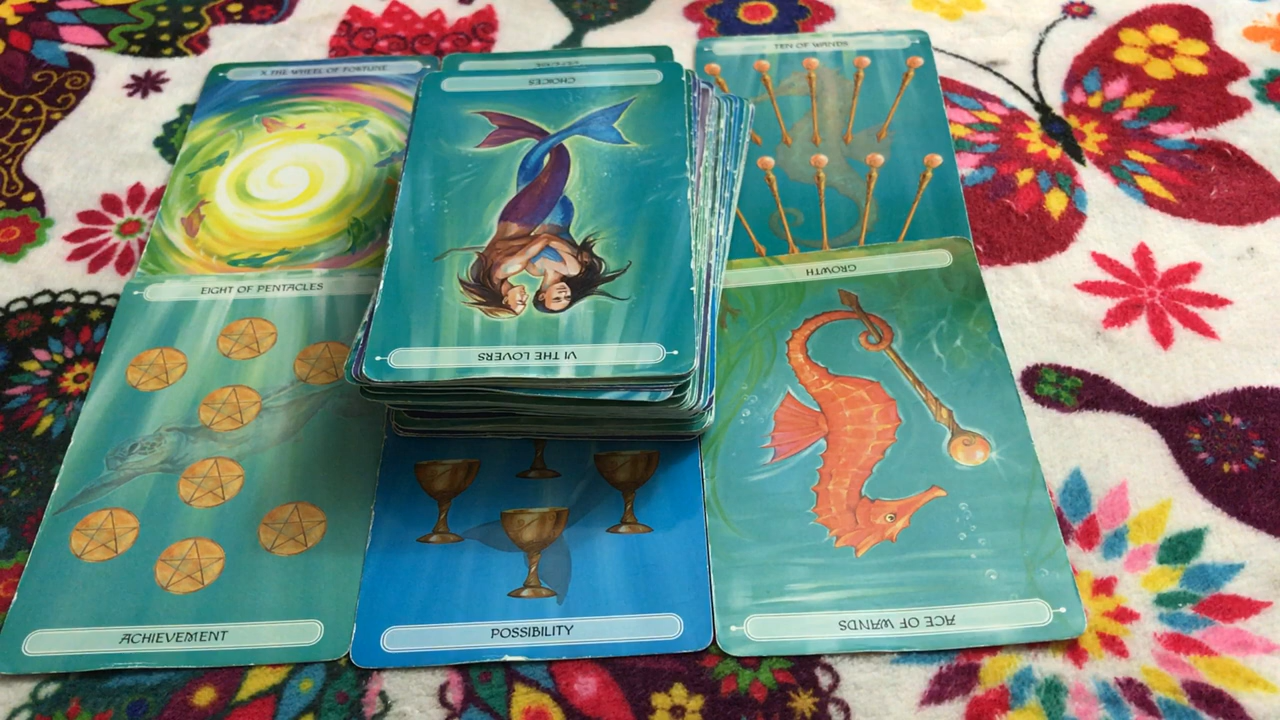 X THE WHEEL OF FORTUNE
CHOICES
TEN OF WANDS
EIGHT OF PENTACLES
GROWTH
VI THE LOVERS
ACHIEVEMENT
POSSIBILITY
ACE OF WANDS